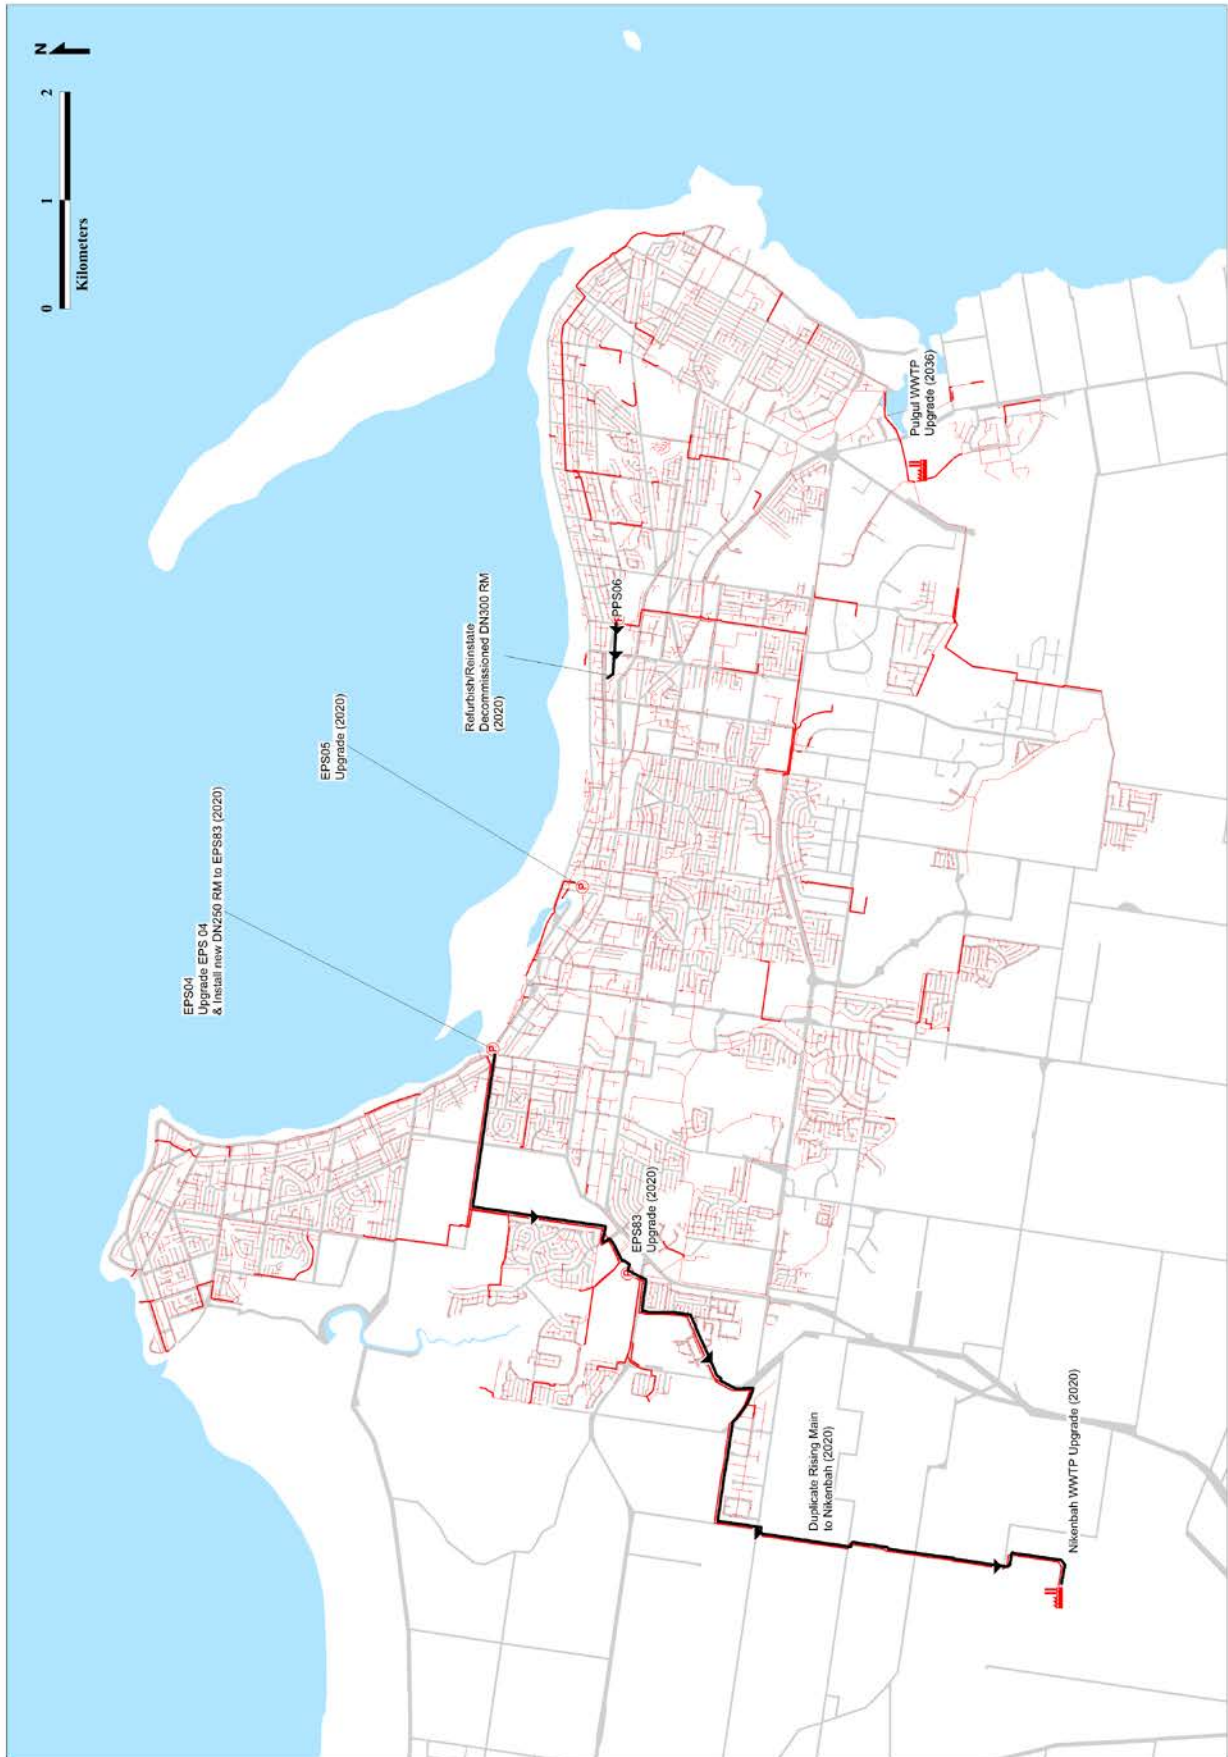 N
0 1 2
Kilometers
EPS04
Upgrade EPS 04
& Install new DN250 RM to EPS83 (2020)
EPS05
Upgrade (2020)
Refurbish/Reinstate
Decommissioned DN300 RM
(2020)
PPS06
Pulgul WWTP
Upgrade (2036)
P
P
P
EPS83
Upgrade (2020)
Duplicate Rising Main
to Nikenbah (2020)
Nikenbah WWTP Upgrade (2020)